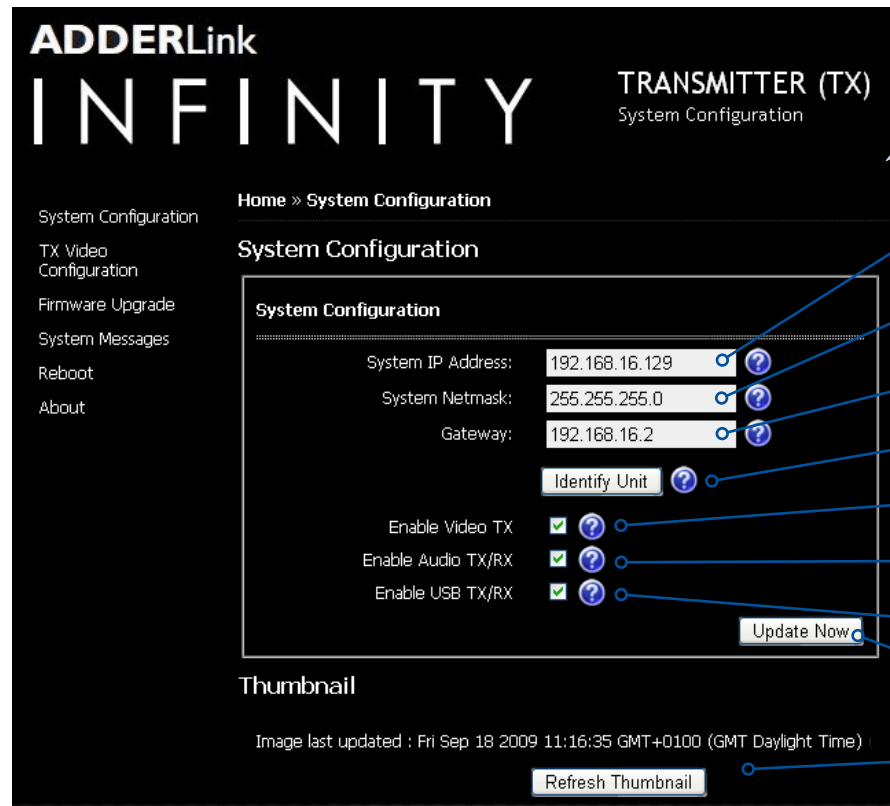 ADDERLink
INFINITY
TRANSMITTER (TX)
System Configuration
System Configuration
TX Video
Configuration
Firmware Upgrade
System Messages
Reboot
About
Home » System Configuration
System Configuration
System Configuration
System IP Address: 192.168.16.129 ?
System Netmask: 255.255.255.0 ?
Gateway: 192.168.16.2 ?
Identify Unit ?
Enable Video TX ?
Enable Audio TX/RX ?
Enable USB TX/RX ?
Update Now
Thumbnail
Image last updated : Fri Sep 18 2009 11:16:35 GMT+0100 (GMT Daylight Time)
Refresh Thumbnail